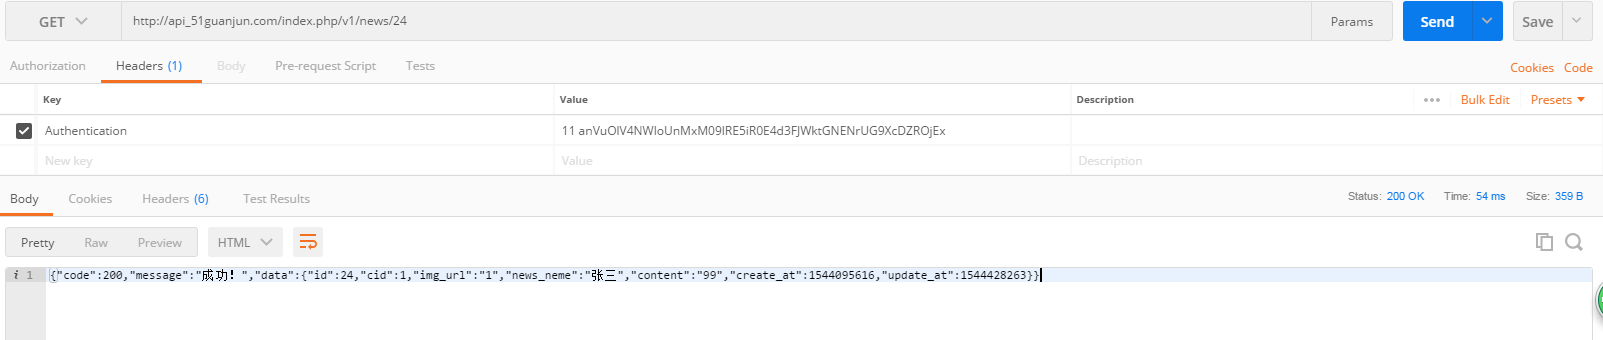 GET http://api_51guanjun.com/index.php/v1/news/24 Params Send Save
Authorization Headers (1) Body Pre-request Script Tests Cookies Code
Key Value Description ••• Bulk Edit Presets
Authentication 11 anVuOlV4NWloUnMxM09lRE5iR0E4d3FJWktGNENrUG9XcDZROjEx
New key Value Description
Body Cookies Headers (6) Test Results Status: 200 OK Time: 54 ms Size: 359 B
Pretty Raw Preview HTML
i 1 {"code":200,"message":"成功！","data":{"id":24,"cid":1,"img_url":"1","news_neme":"张三","content":"99","create_at":1544095616,"update_at":1544428263}}